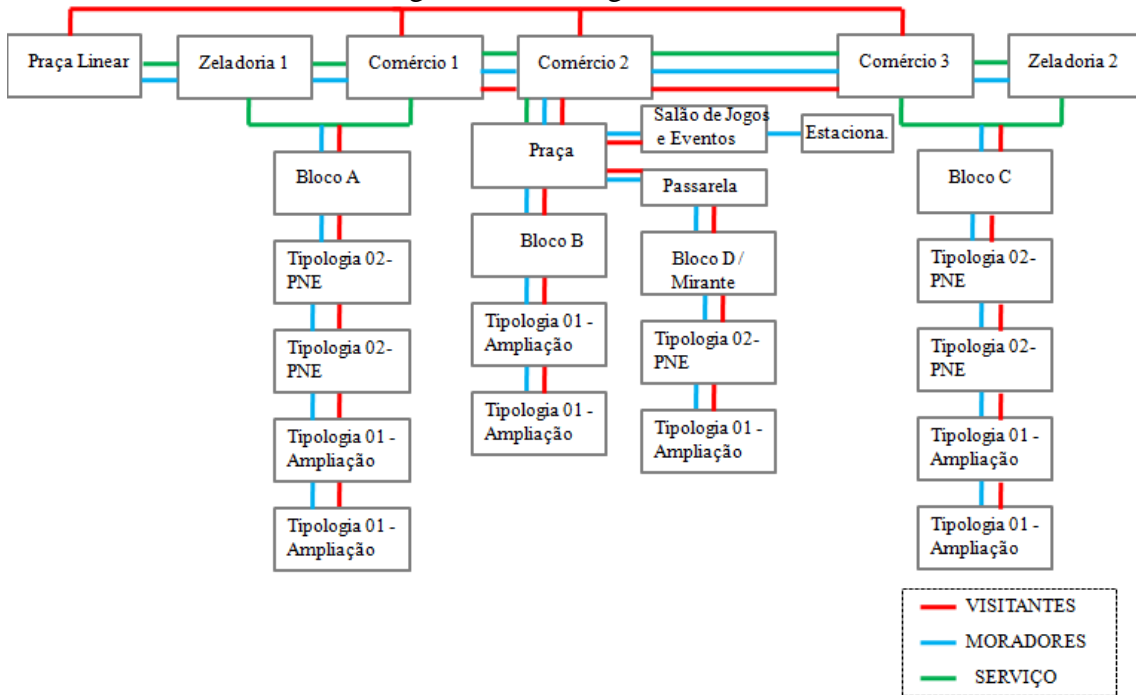 Praça Linear
Zeladoria 1
Comércio 1
Comércio 2
Comércio 3
Zeladoria 2
Salão de Jogos
e Eventos
Estaciona.
Praça
Bloco A
Passarela
Bloco C
Bloco B
Bloco D /
Mirante
Tipologia 02-
PNE
Tipologia 02-
PNE
Tipologia 01 -
Ampliação
Tipologia 02-
PNE
Tipologia 02-
PNE
Tipologia 02-
PNE
Tipologia 01 -
Ampliação
Tipologia 01 -
Ampliação
Tipologia 01 -
Ampliação
Tipologia 01 -
Ampliação
Tipologia 01 -
Ampliação
Tipologia 01 -
Ampliação
VISITANTES
MORADORES
SERVIÇO